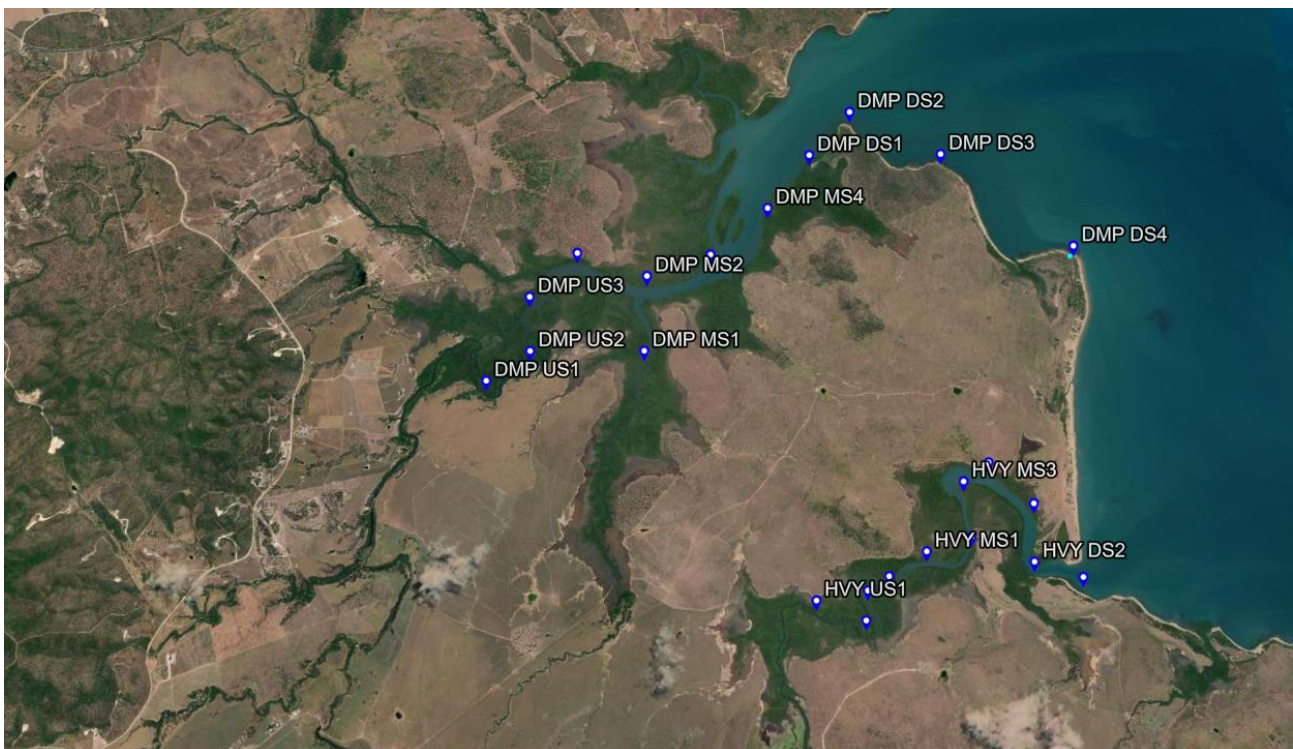 DMP DS2
DMP DS1
DMP DS3
DMP MS4
DMP DS4
DMP MS2
DMP US3
DMP US2
DMP MS1
DMP US1
HVY MS3
HVY MS1
HVY DS2
HVY US1